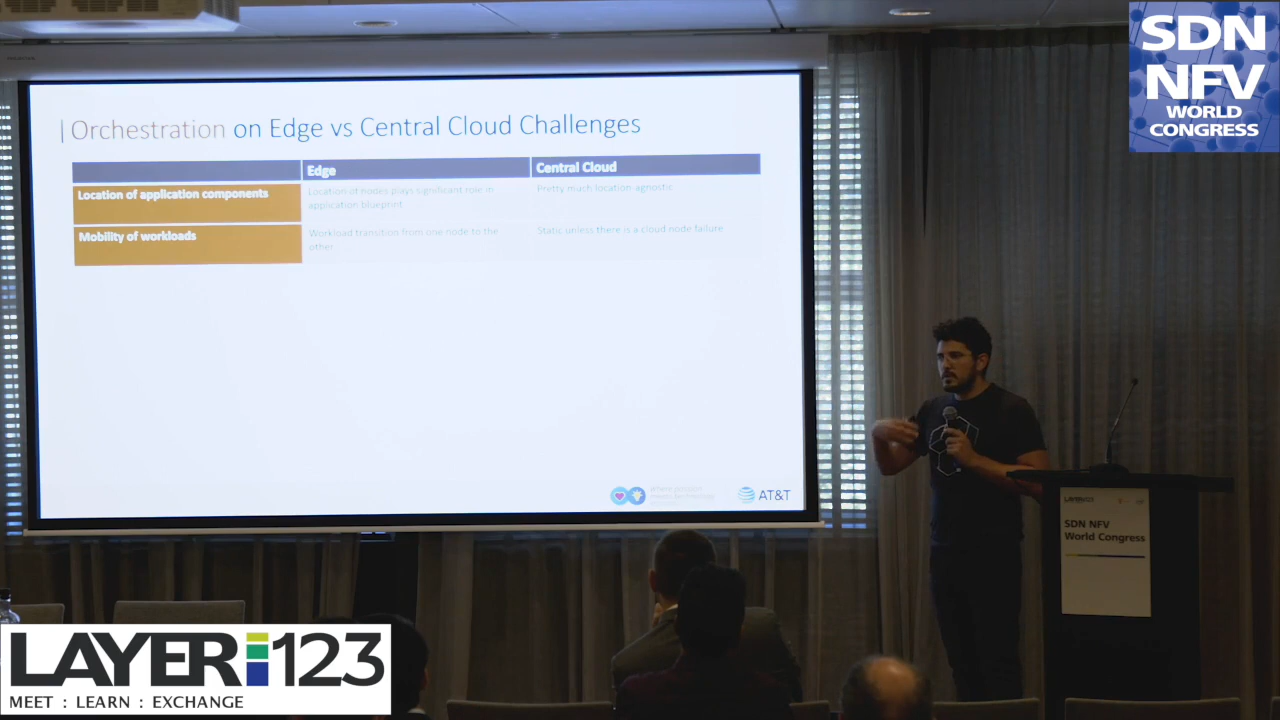 SDN
NFV
WORLD
CONGRESS
Orchestration on Edge vs Central Cloud Challenges
Edge
Central Cloud
Location of application components
Location of nodes plays significant role in
application blueprint
Pretty much location-agnostic
Mobility of workloads
Workload transition from one node to the
other
Static unless there is a cloud node failure
AT&T
LAYER123
SDN NFV
World Congress
LAYER 123
MEET : LEARN : EXCHANGE